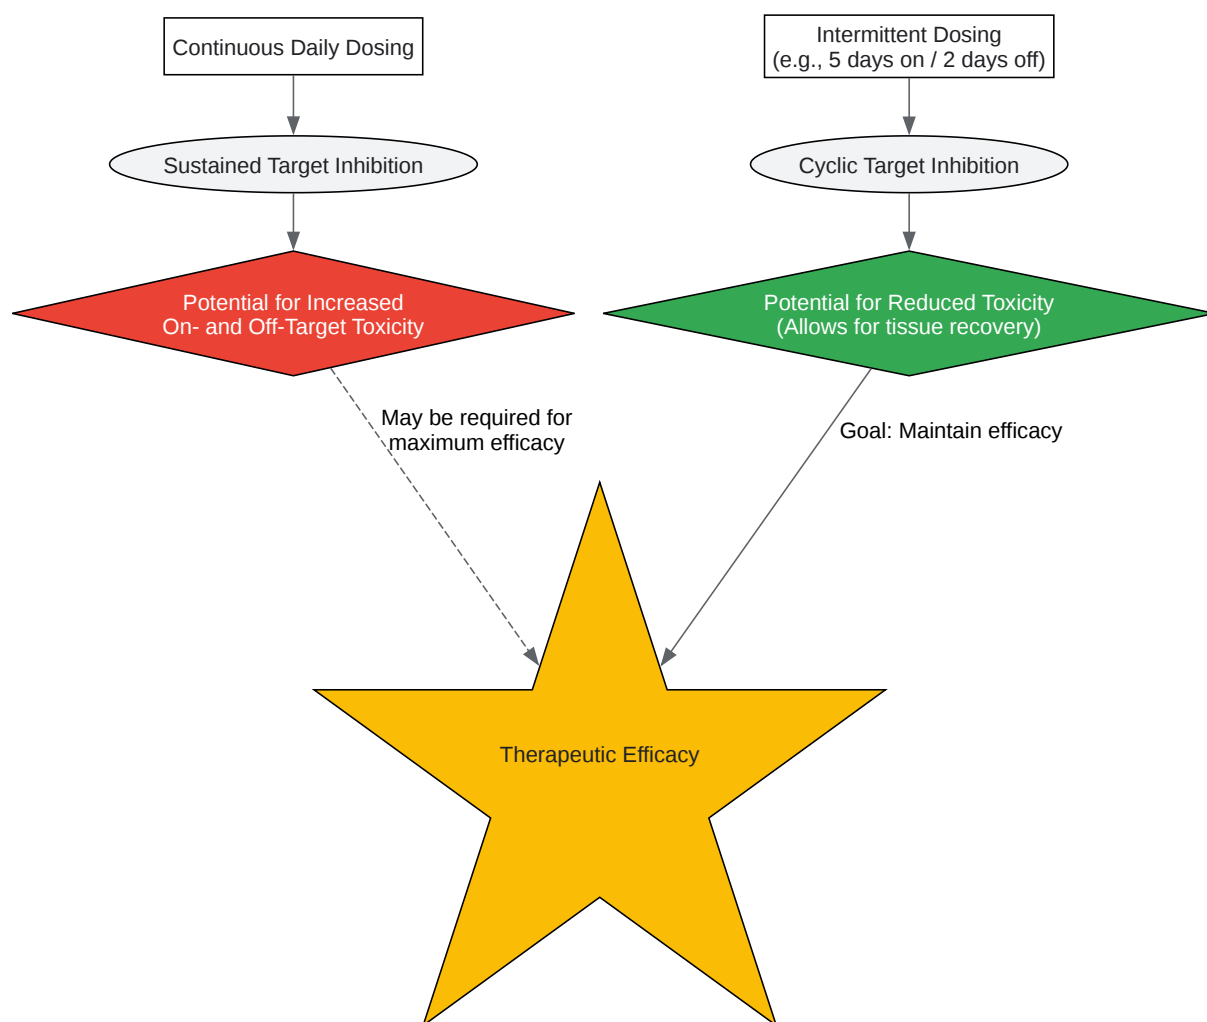 Continuous Daily Dosing
Intermittent Dosing
(e.g., 5 days on / 2 days off)
Sustained Target Inhibition
Cyclic Target Inhibition
Potential for Increased
On- and Off-Target Toxicity
Potential for Reduced Toxicity
(Allows for tissue recovery)
May be required for
maximum efficacy
Goal: Maintain efficacy
Therapeutic Efficacy